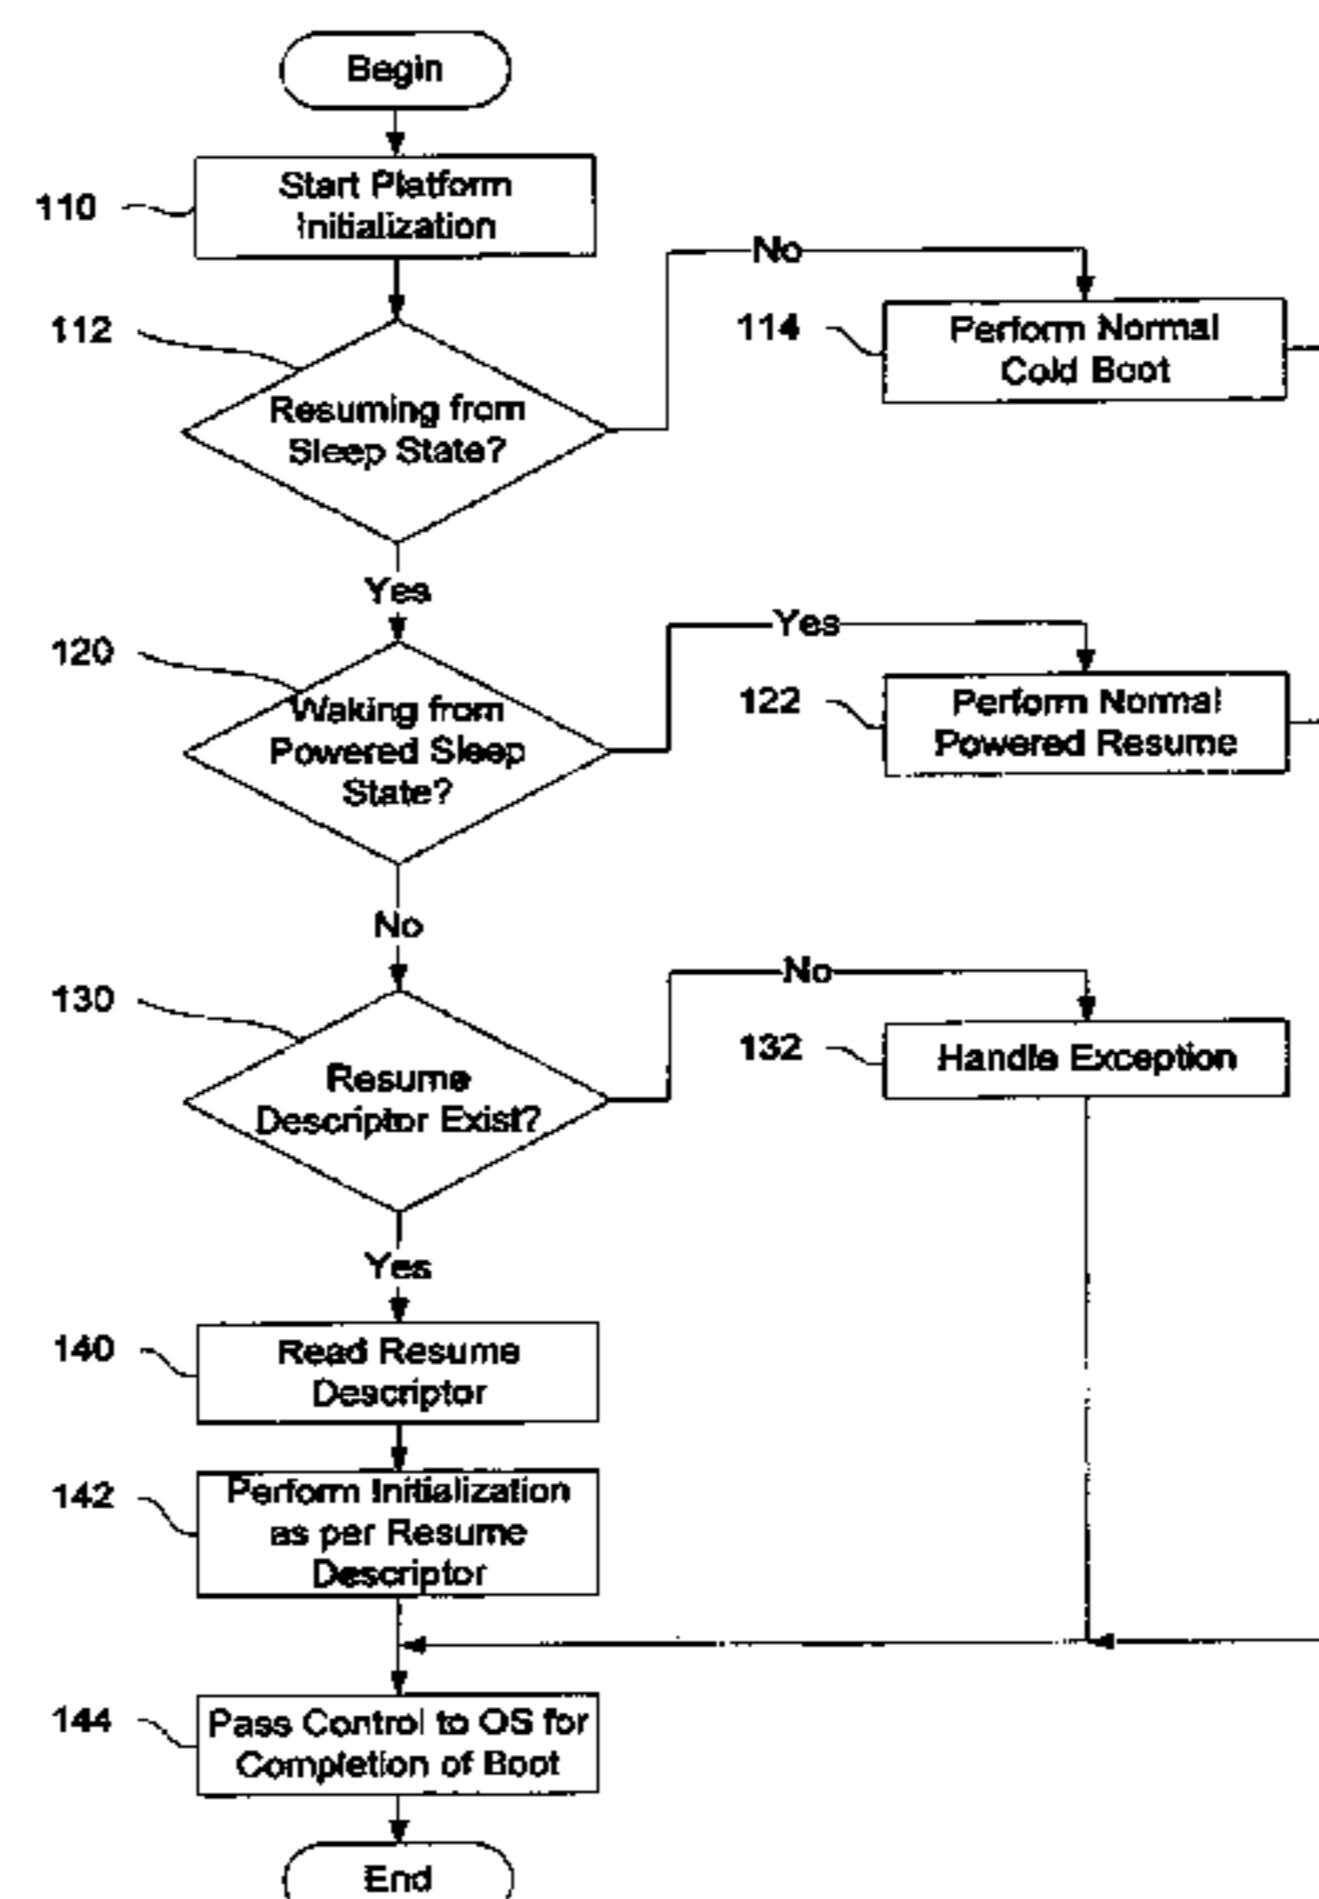 Begin
110
Start Platform
Initialization
112
Resuming from
Sleep State?
No
114
Perform Normal
Cold Boot
Yes
120
Waking from
Powered Sleep
State?
Yes
122
Perform Normal
Powered Resume
No
130
Resume
Descriptor Exist?
No
132
Handle Exception
Yes
140
Read Resume
Descriptor
142
Perform Initialization
as per Resume
Descriptor
144
Pass Control to OS for
Completion of Boot
End